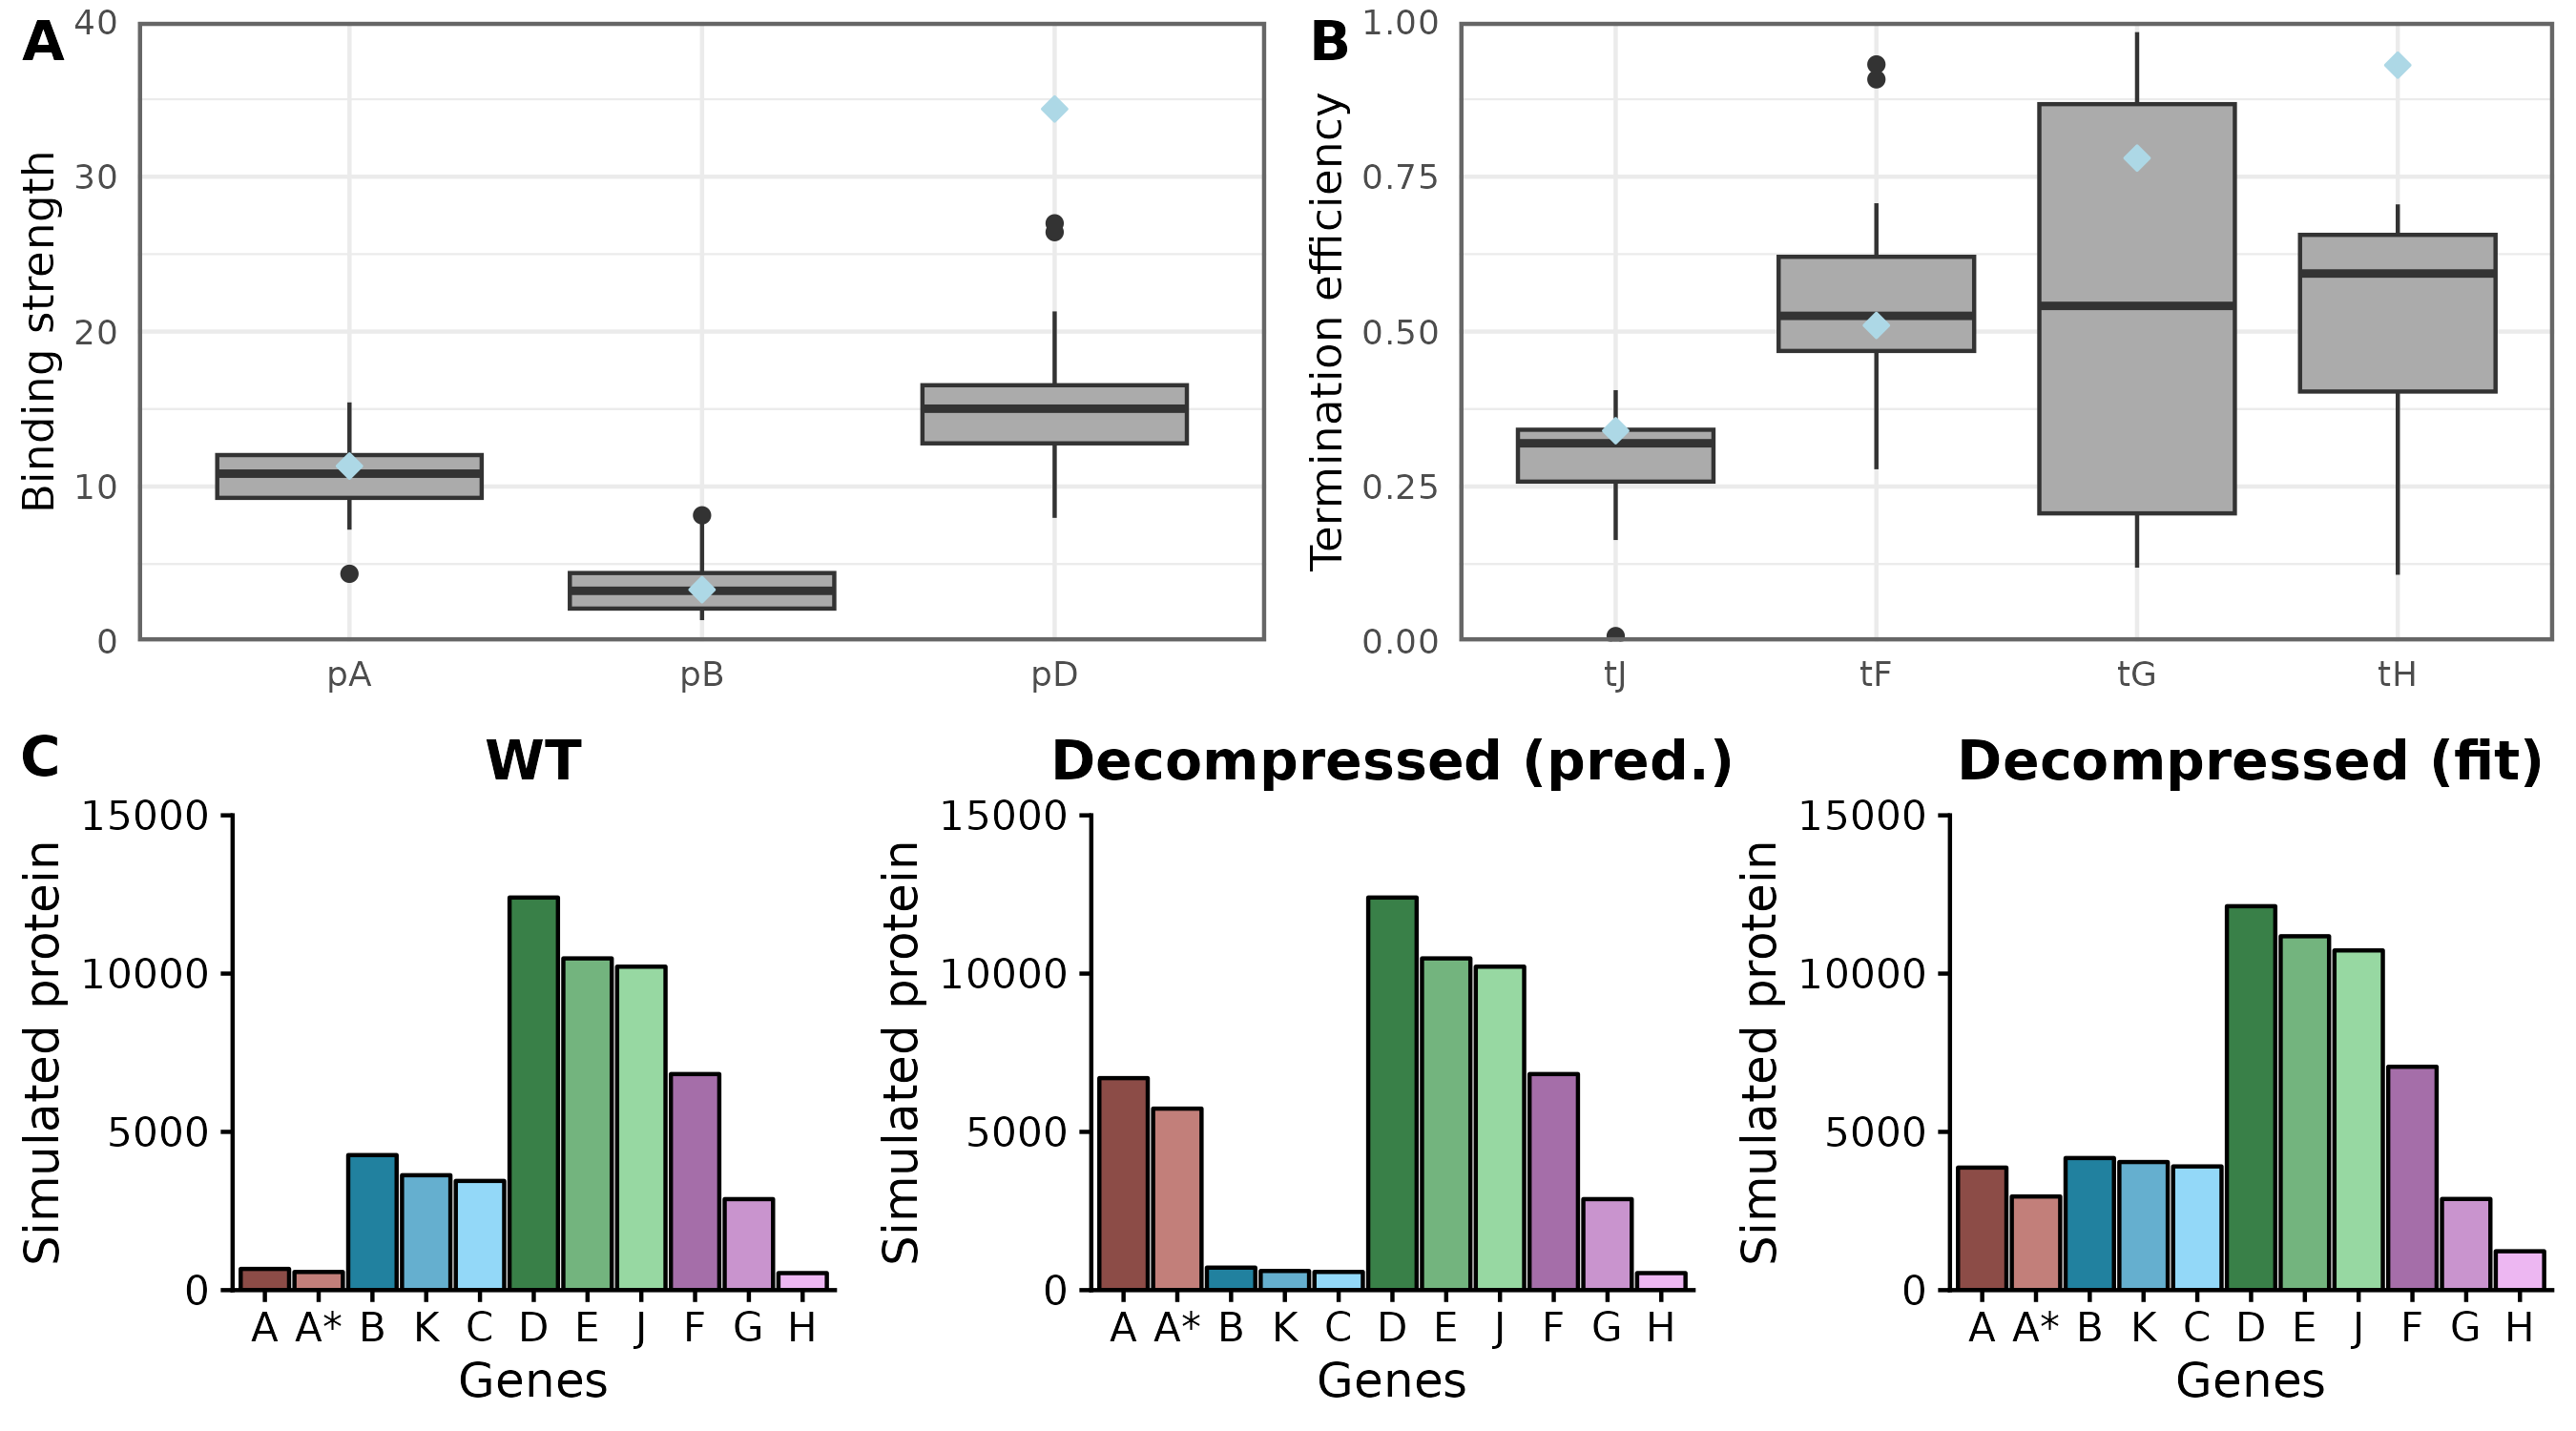 A
Binding strength
40
30
20
10
0
pA pB pD
B
Termination efficiency
1.00
0.75
0.50
0.25
0.00
tJ tF tG tH
C
WT
Simulated protein
15000
10000
5000
0
A A* B K C D E J F G H
Genes
Decompressed (pred.)
Simulated protein
15000
10000
5000
0
A A* B K C D E J F G H
Genes
Decompressed (fit)
Simulated protein
15000
10000
5000
0
A A* B K C D E J F G H
Genes